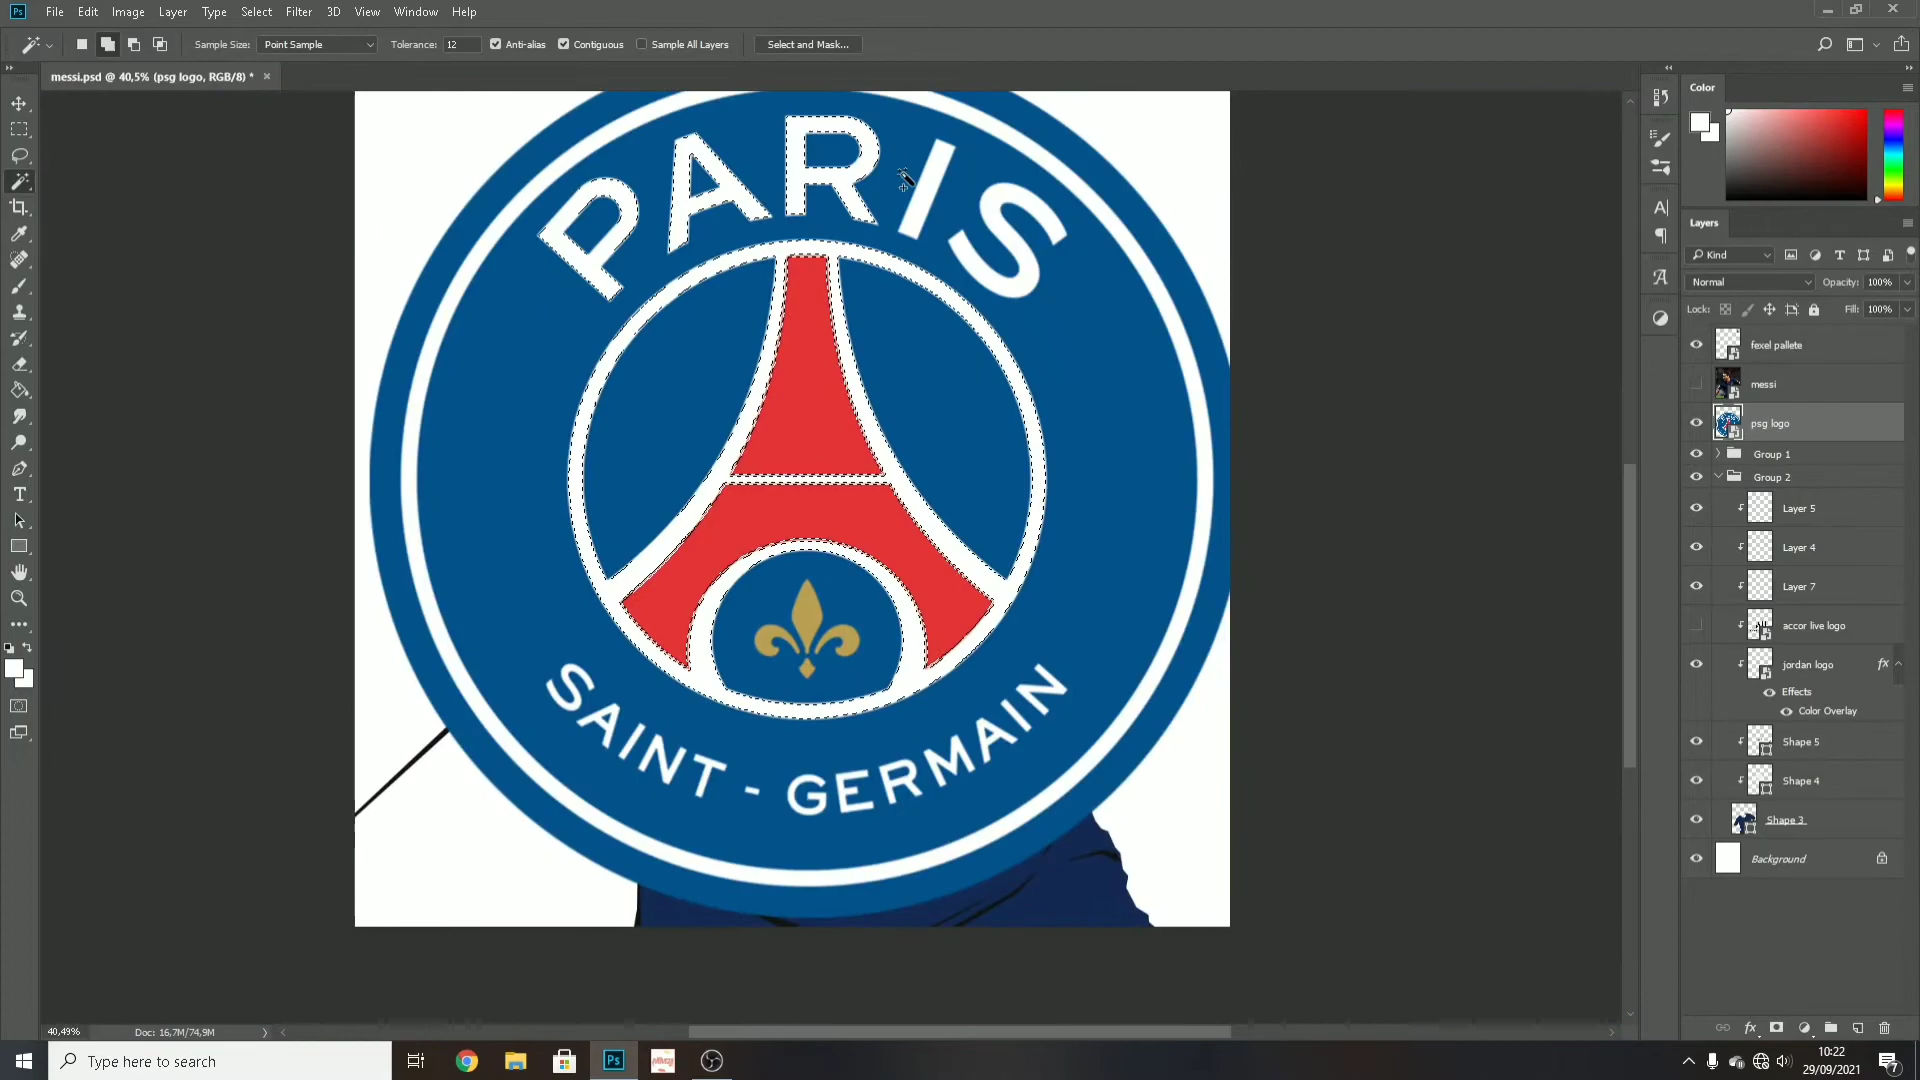 Ps File Edit Image Layer Type Select Filter 3D View Window Help
Sample Size: Point Sample Tolerance: 12 Anti-alias Contiguous Sample All Layers Select and Mask...
messi.psd @ 40,5% (psg logo, RGB/8) * ×
Color
PARIS
SAINT - GERMAIN
Layers
Kind
Normal Opacity: 100%
Lock: Fill: 100%
fexel pallete
messi
psg logo
Group 1
Group 2
Layer 5
Layer 4
Layer 7
accor live logo
jordan logo fx
Effects
Color Overlay
Shape 5
Shape 4
Shape 3
Background
40,49% Doc: 16,7M/74,9M
Type here to search
Ps
10:22
29/09/2021
7